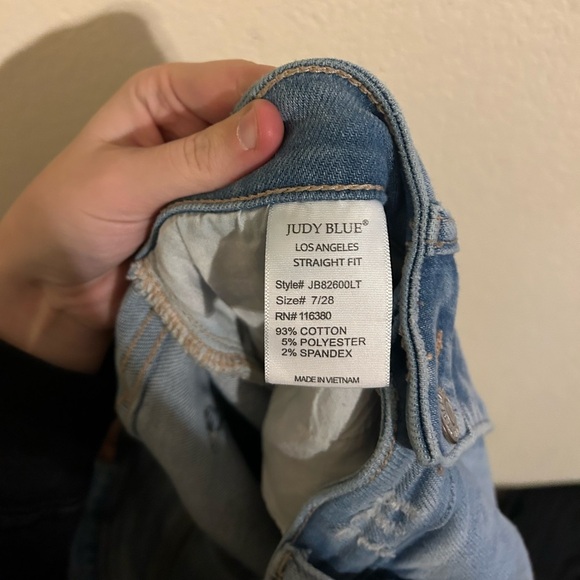 JUDY BLUE®
LOS ANGELES
STRAIGHT FIT
Style# JB82600LT
Size# 7/28
RN# 116380
93% COTTON
5% POLYESTER
2% SPANDEX
MADE IN VIETNAM